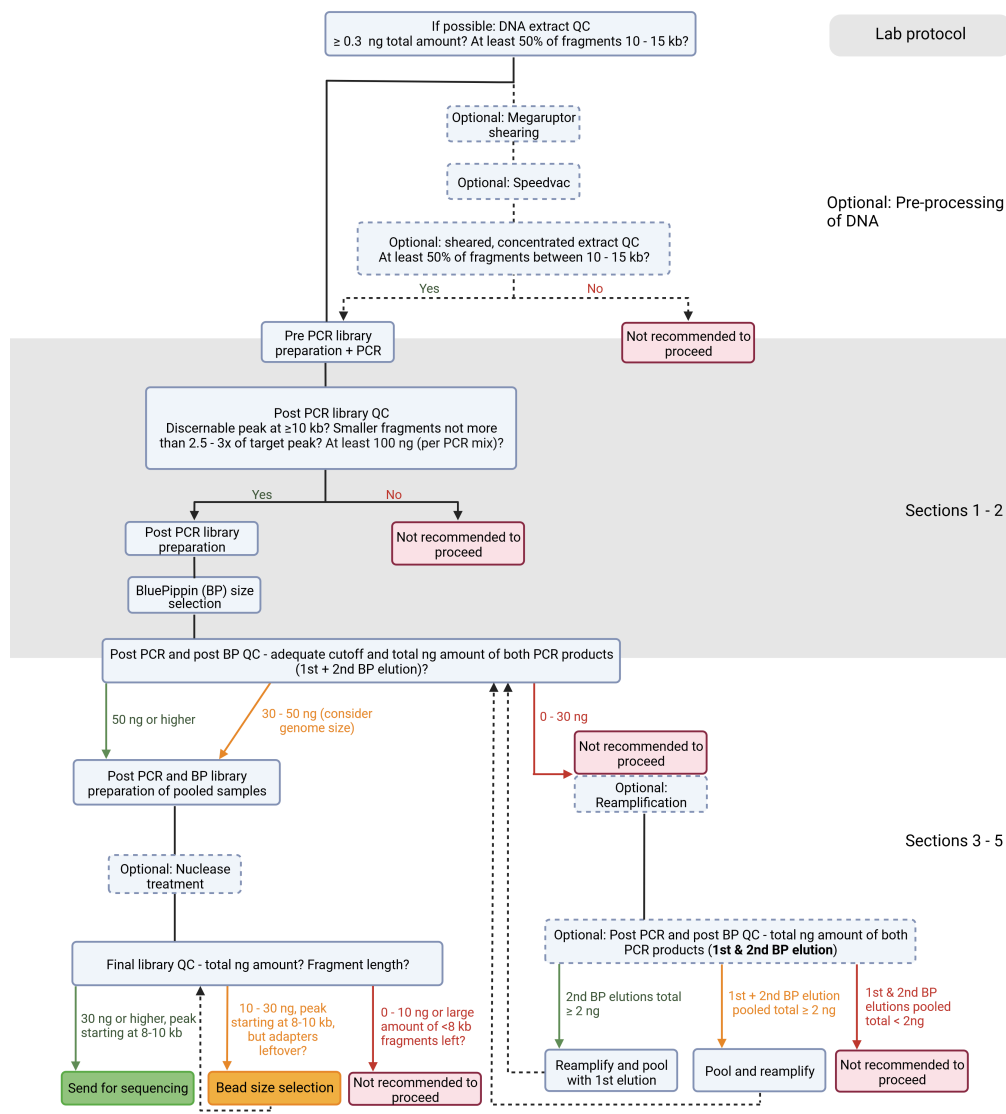 If possible: DNA extract QC
≥ 0.3 ng total amount? At least 50% of fragments 10 - 15 kb?
Lab protocol
Optional: Megaruptor
shearing
Optional: Speedvac
Optional: Pre-processing
of DNA
Optional: sheared, concentrated extract QC
At least 50% of fragments between 10 - 15 kb?
Yes
No
Pre PCR library
preparation + PCR
Not recommended to
proceed
Post PCR library QC
Discernable peak at ≥10 kb? Smaller fragments not more
than 2.5 - 3x of target peak? At least 100 ng (per PCR mix)?
Yes
No
Sections 1 - 2
Post PCR library
preparation
Not recommended to
proceed
BluePippin (BP) size
selection
Post PCR and post BP QC - adequate cutoff and total ng amount of both PCR products
(1st + 2nd BP elution)?
50 ng or higher
30 - 50 ng (consider
genome size)
0 - 30 ng
Not recommended to
proceed
Optional:
Reamplification
Post PCR and BP library
preparation of pooled samples
Sections 3 - 5
Optional: Nuclease
treatment
Optional: Post PCR and post BP QC - total ng amount of both
PCR products (1st & 2nd BP elution)
Final library QC - total ng amount? Fragment length?
30 ng or higher, peak
starting at 8-10 kb
10 - 30 ng, peak
starting at 8-10 kb,
but adapters
leftover?
0 - 10 ng or large
amount of <8 kb
fragments left?
2nd BP elutions total
≥ 2 ng
1st + 2nd BP elution
pooled total ≥ 2 ng
1st & 2nd BP
elutions pooled
total < 2ng
Send for sequencing
Bead size selection
Not recommended to
proceed
Reamplify and pool
with 1st elution
Pool and reamplify
Not recommended to
proceed